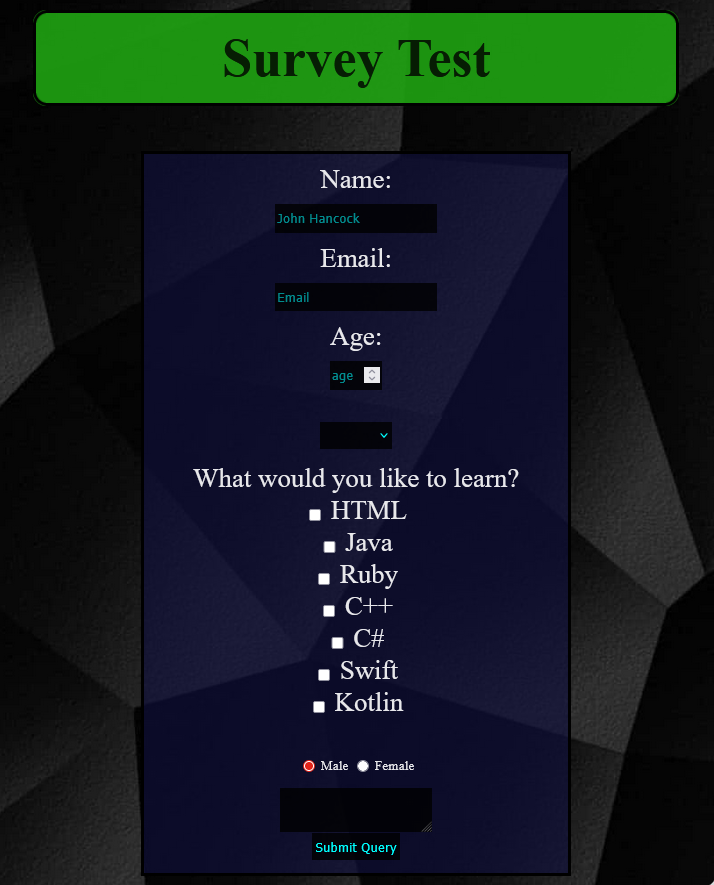 Survey Test
Name:
John Hancock
Email:
Email
Age:
age
What would you like to learn?
HTML
Java
Ruby
C++
C#
Swift
Kotlin
Male Female
Submit Query